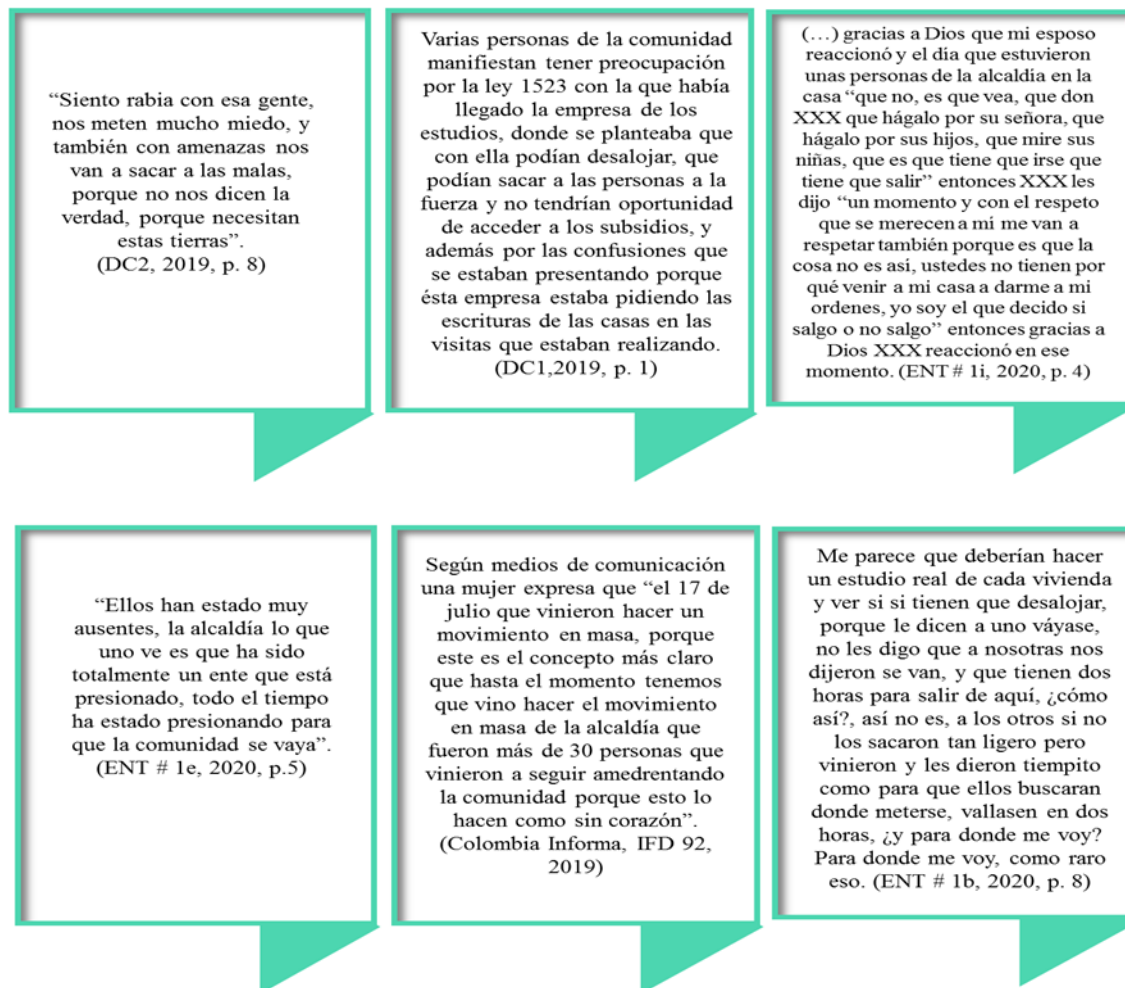 “Siento rabia con esa gente,
nos meten mucho miedo, y
también con amenazas nos
van a sacar a las malas,
porque no nos dicen la
verdad, porque necesitan
estas tierras”.
(DC2, 2019, p. 8)
Varias personas de la comunidad
manifiestan tener preocupación
por la ley 1523 con la que había
llegado la empresa de los
estudios, donde se planteaba que
con ella podían desalojar, que
podían sacar a las personas a la
fuerza y no tendrían oportunidad
de acceder a los subsidios, y
además por las confusiones que
se estaban presentando porque
ésta empresa estaba pidiendo las
escrituras de las casas en las
visitas que estaban realizando.
(DC1,2019, p. 1)
(…) gracias a Dios que mi esposo
reaccionó y el día que estuvieron
unas personas de la alcaldía en la
casa “que no, es que vea, que don
XXX que hágalo por su señora, que
hágalo por sus hijos, que mire sus
niñas, que es que tiene que irse que
tiene que salir” entonces XXX les
dijo “un momento y con el respeto
que se merecen a mi me van a
respetar también porque es que la
cosa no es así, ustedes no tienen por
qué venir a mi casa a darme a mi
ordenes, yo soy el que decido si
salgo o no salgo” entonces gracias a
Dios XXX reaccionó en ese
momento. (ENT # 1i, 2020, p. 4)
“Ellos han estado muy
ausentes, la alcaldía lo que
uno ve es que ha sido
totalmente un ente que está
presionado, todo el tiempo
ha estado presionando para
que la comunidad se vaya”.
(ENT # 1e, 2020, p.5)
Según medios de comunicación
una mujer expresa que “el 17 de
julio que vinieron hacer un
movimiento en masa, porque
este es el concepto más claro
que hasta el momento tenemos
que vino hacer el movimiento
en masa de la alcaldía que
fueron más de 30 personas que
vinieron a seguir amedrentando
la comunidad porque esto lo
hacen como sin corazón”.
(Colombia Informa, IFD 92,
2019)
Me parece que deberían hacer
un estudio real de cada vivienda
y ver si si tienen que desalojar,
porque le dicen a uno váyase,
no les digo que a nosotras nos
dijeron se van, y que tienen dos
horas para salir de aquí, ¿cómo
así?, así no es, a los otros si no
los sacaron tan ligero pero
vinieron y les dieron tiempito
como para que ellos buscaran
donde meterse, vallasen en dos
horas, ¿y para donde me voy?
Para donde me voy, como raro
eso. (ENT # 1b, 2020, p. 8)